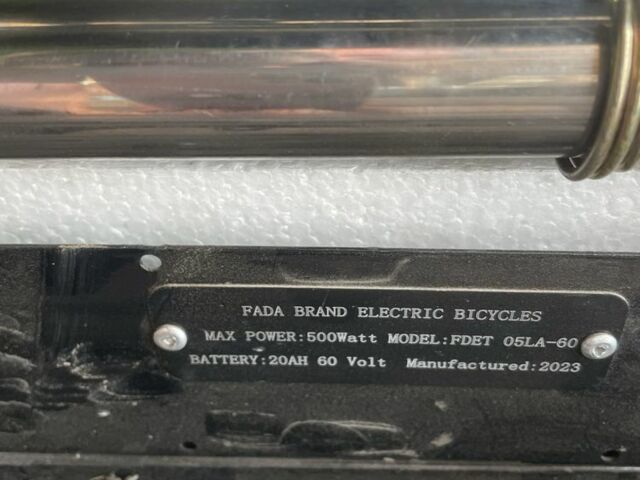 FADA BRAND ELECTRIC BICYCLES
MAX POWER:500Watt MODEL:FDET 05LA-60
BATTERY:20AH 60 Volt Manufactured:2023